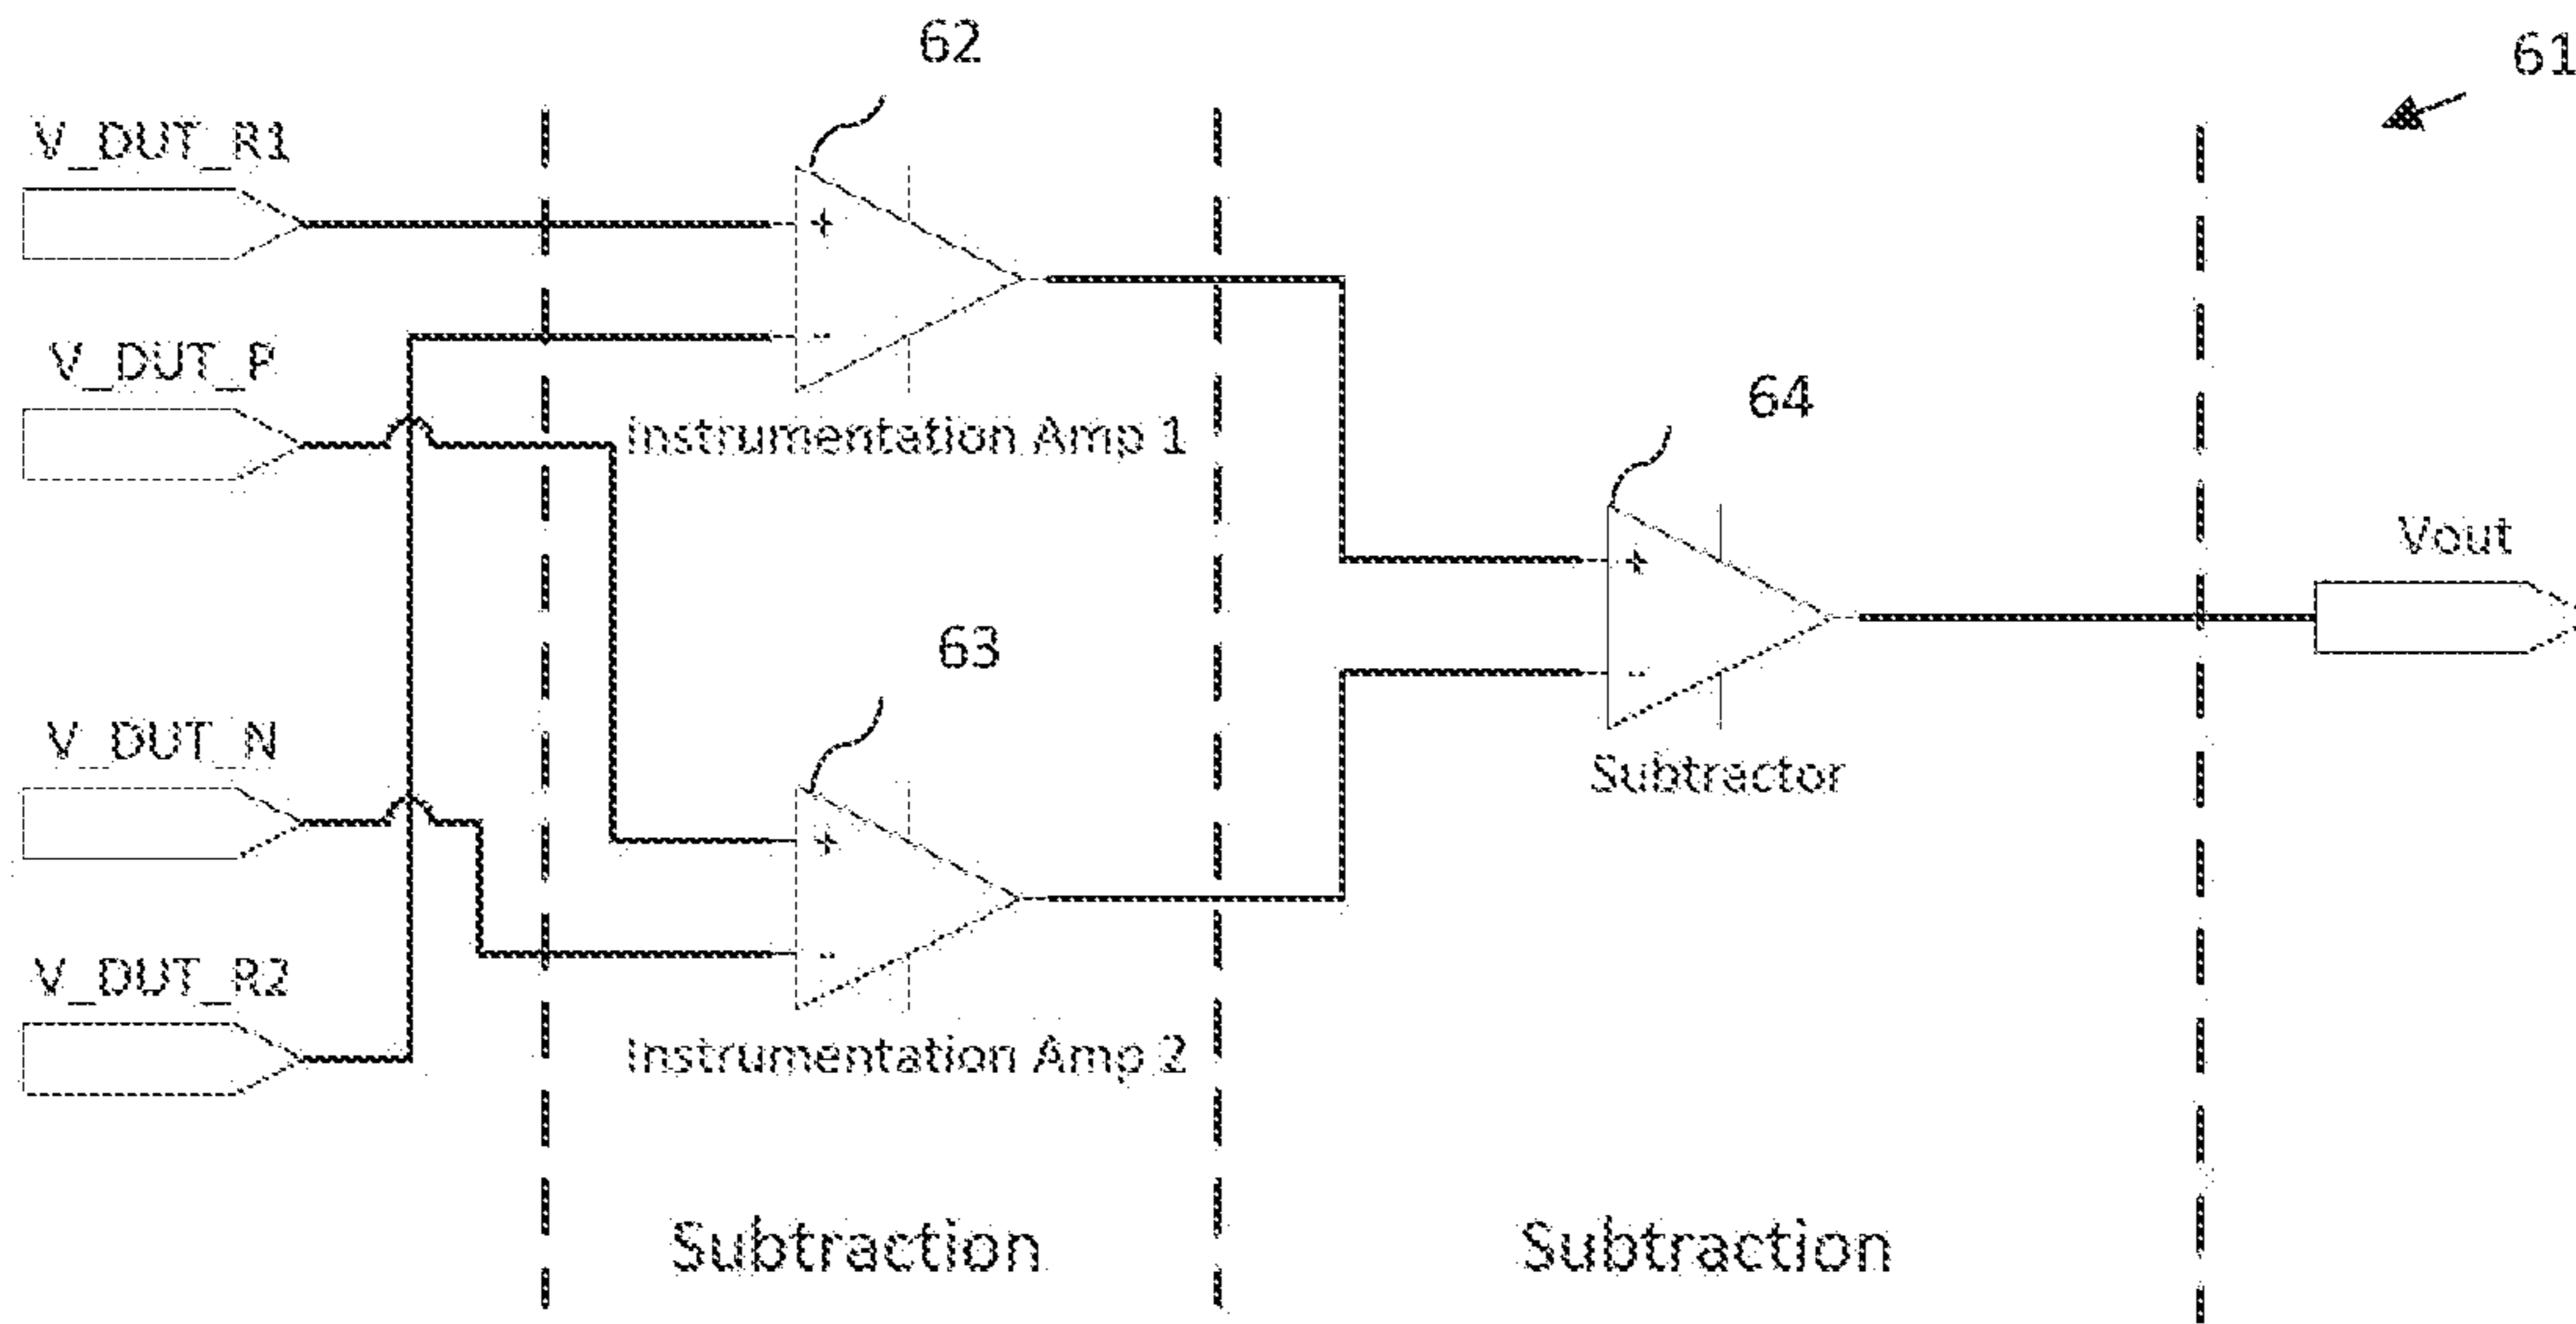 62
61
V_DUT_R1
+
-
V_DUT_P
Instrumentation Amp 1
64
+
-
Vout
Subtractor
63
V_DUT_N
+
-
V_DUT_R2
Instrumentation Amp 2
Subtraction
Subtraction